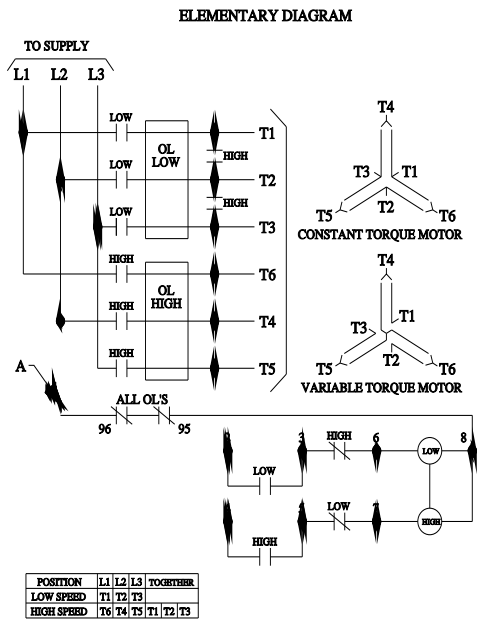 ELEMENTARY DIAGRAM
TO SUPPLY
L1 L2 L3
LOW T1
OL LOW
HIGH
LOW T2
HIGH
LOW T3
HIGH T6
OL HIGH
HIGH T4
HIGH T5
T4
T3 T1
T5 T2 T6
CONSTANT TORQUE MOTOR
T4
T1
T3
T5 T2 T6
VARIABLE TORQUE MOTOR
A
ALL OL'S
96 95
3 HIGH 6 LOW 8
LOW
LOW HIGH
HIGH
POSITION L1 L2 L3 TOGETHER
LOW SPEED T1 T2 T3
HIGH SPEED T6 T4 T5 T1 T2 T3